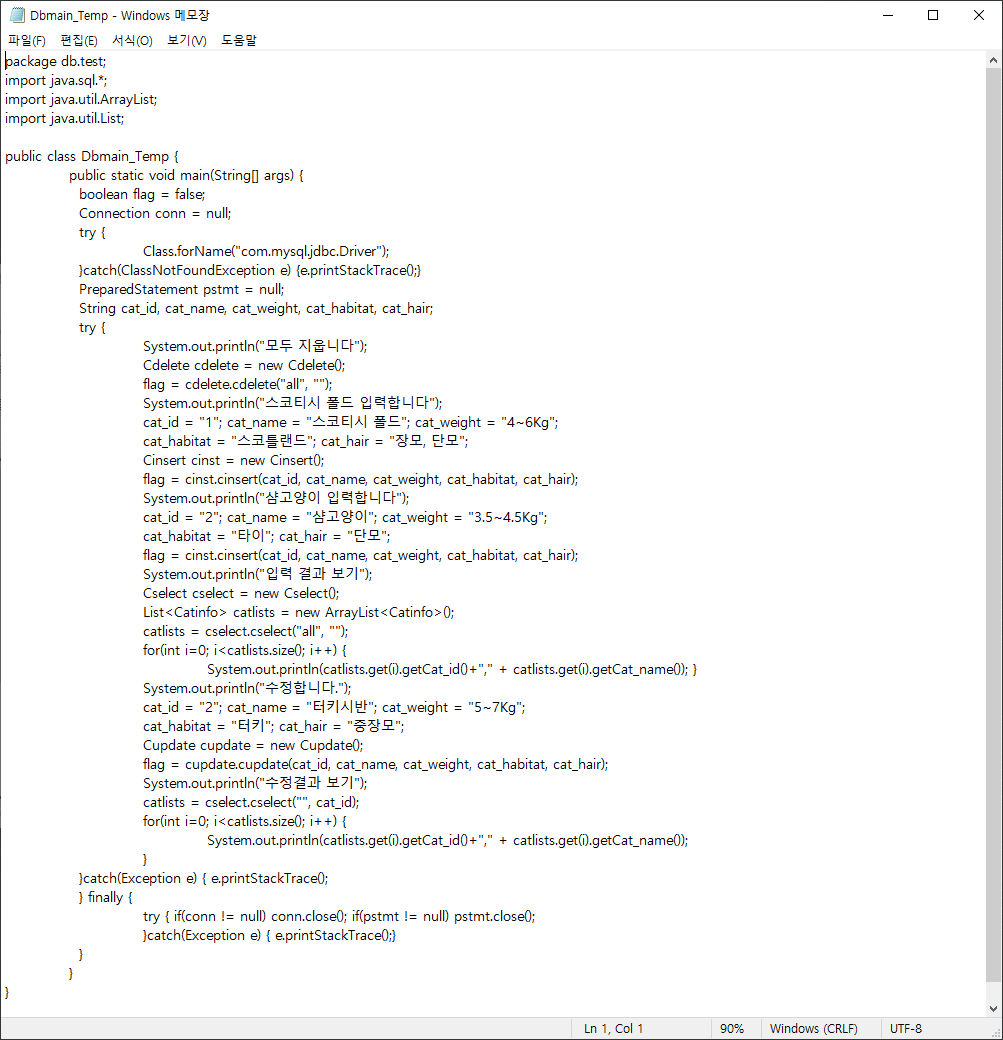 Dbmain_Temp - Windows 메모장
파일(F) 편집(E) 서식(O) 보기(V) 도움말
package db.test;
import java.sql.*;
import java.util.ArrayList;
import java.util.List;

public class Dbmain_Temp {
	public static void main(String[] args) {
	  boolean flag = false;
	  Connection conn = null;
	  try {
		Class.forName("com.mysql.jdbc.Driver");
	  }catch(ClassNotFoundException e) {e.printStackTrace();}
	  PreparedStatement pstmt = null;
	  String cat_id, cat_name, cat_weight, cat_habitat, cat_hair;
	  try {
		System.out.println("모두 지웁니다");
		Cdelete cdelete = new Cdelete();
		flag = cdelete.cdelete("all", "");
		System.out.println("스코티시 폴드 입력합니다");
		cat_id = "1"; cat_name = "스코티시 폴드"; cat_weight = "4~6Kg";
		cat_habitat = "스코틀랜드"; cat_hair = "장모, 단모";
		Cinsert cinst = new Cinsert();
		flag = cinst.cinsert(cat_id, cat_name, cat_weight, cat_habitat, cat_hair);
		System.out.println("샴고양이 입력합니다");
		cat_id = "2"; cat_name = "샴고양이"; cat_weight = "3.5~4.5Kg";
		cat_habitat = "타이"; cat_hair = "단모";
		flag = cinst.cinsert(cat_id, cat_name, cat_weight, cat_habitat, cat_hair);
		System.out.println("입력 결과 보기");
		Cselect cselect = new Cselect();
		List<Catinfo> catlists = new ArrayList<Catinfo>();
		catlists = cselect.cselect("all", "");
		for(int i=0; i<catlists.size(); i++) {
			System.out.println(catlists.get(i).getCat_id()+"," + catlists.get(i).getCat_name()); }
		System.out.println("수정합니다.");
		cat_id = "2"; cat_name = "터키시반"; cat_weight = "5~7Kg";
		cat_habitat = "터키"; cat_hair = "중장모";
		Cupdate cupdate = new Cupdate();
		flag = cupdate.cupdate(cat_id, cat_name, cat_weight, cat_habitat, cat_hair);
		System.out.println("수정결과 보기");
		catlists = cselect.cselect("", cat_id);
		for(int i=0; i<catlists.size(); i++) {
			System.out.println(catlists.get(i).getCat_id()+"," + catlists.get(i).getCat_name());
		}
	  }catch(Exception e) { e.printStackTrace();
	  } finally {
		try { if(conn != null) conn.close(); if(pstmt != null) pstmt.close();
		}catch(Exception e) { e.printStackTrace();}
	  }
	}
}
Ln 1, Col 1 90% Windows (CRLF) UTF-8